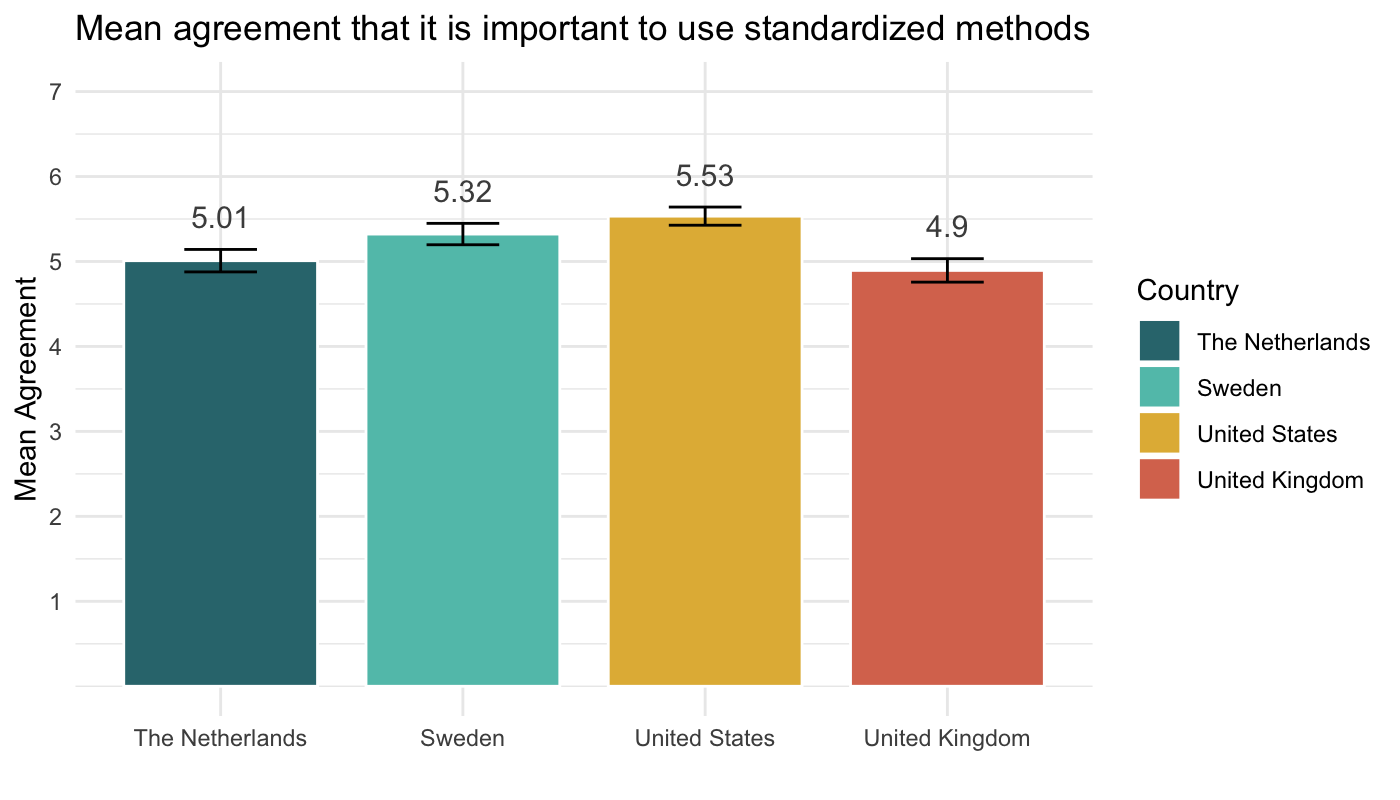 Mean agreement that it is important to use standardized methods
7
6
5
4
3
2
1
Mean Agreement
5.01
5.32
5.53
4.9
The Netherlands
Sweden
United States
United Kingdom
Country
The Netherlands
Sweden
United States
United Kingdom